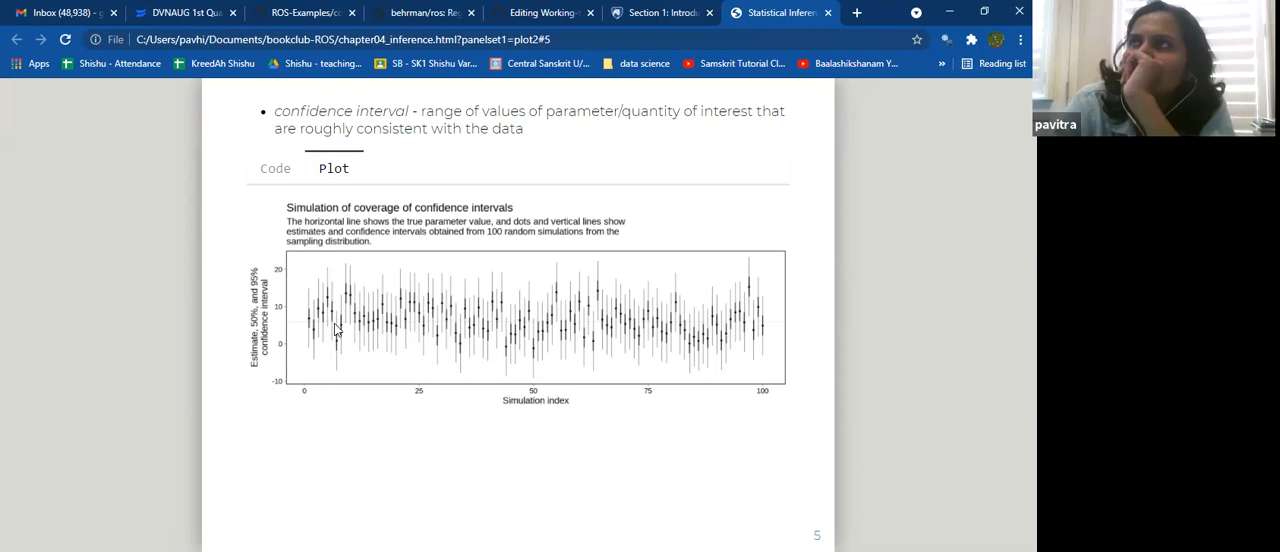 Inbox (48,938) - g
DVNAUG 1st Qua
ROS-Examples/c
behrman/ros: Re
Editing Working-
Section 1: Introdu
Statistical Inferen
File
C:/Users/pavhi/Documents/bookclub-ROS/chapter04_inference.html?panelset1=plot2#5
Apps
Shishu - Attendance
KreedAh Shishu
Shishu - teaching...
SB - SK1 Shishu Var...
Central Sanskrit U/1
data science
Samskrit Tutorial Cl...
Baalashikshanam Y...
»
Reading list
pavitra
• confidence interval - range of values of parameter/quantity of interest that
are roughly consistent with the data
Code Plot
Simulation of coverage of confidence intervals
The horizontal line shows the true parameter value, and dots and vertical lines show
estimates and confidence intervals obtained from 100 random simulations from the
sampling distribution.
Estimate, 50%, and 95%
confidence interval
20
10
0
-10
0 25 50 75 100
Simulation index
5